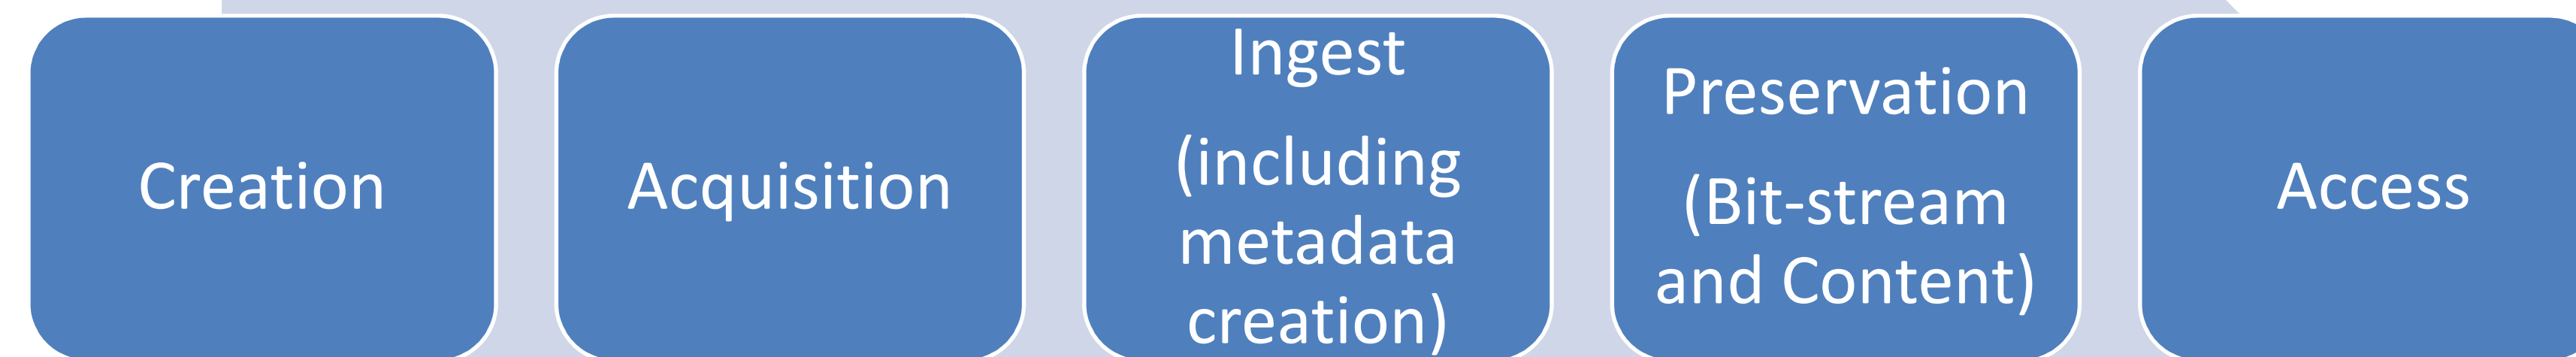 Creation
Acquisition
Ingest
(including
metadata
creation)
Preservation
(Bit-stream
and Content)
Access